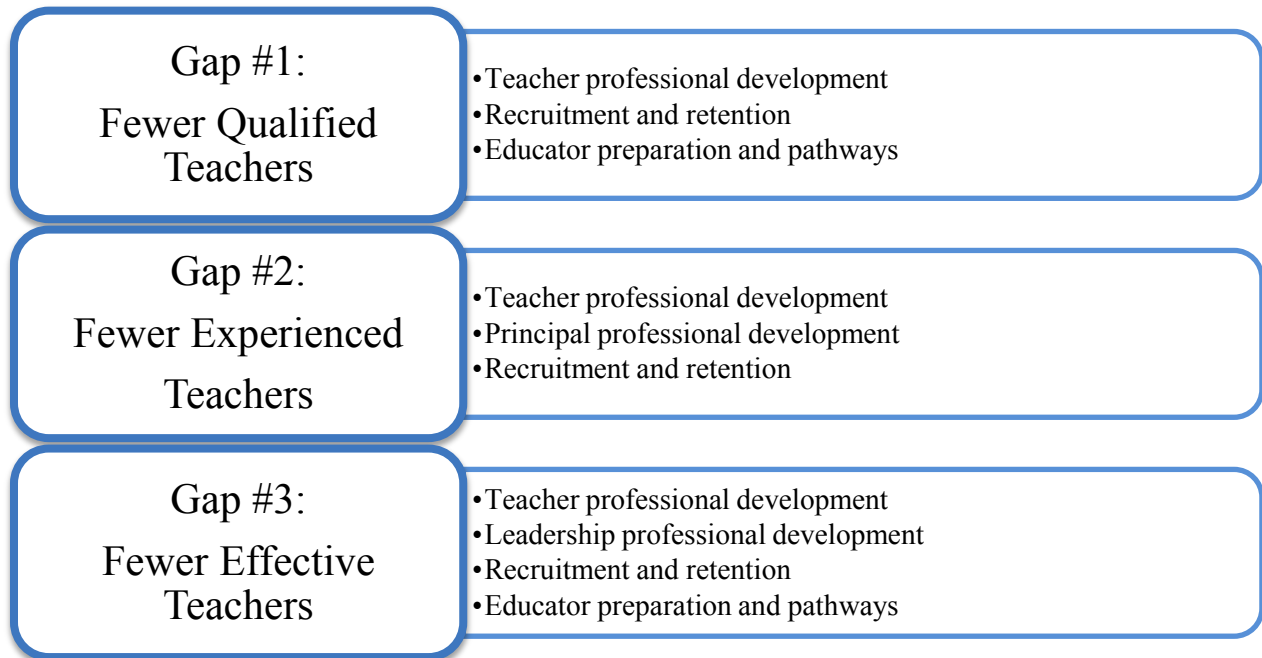 Gap #1:
Fewer Qualified
Teachers
•Teacher professional development
•Recruitment and retention
•Educator preparation and pathways
Gap #2:
Fewer Experienced
Teachers
•Teacher professional development
•Principal professional development
•Recruitment and retention
Gap #3:
Fewer Effective
Teachers
•Teacher professional development
•Leadership professional development
•Recruitment and retention
•Educator preparation and pathways